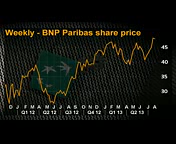 Weekly - BNP Paribas share price
45
40
35
30
25
D J F M A M J J A S O N D J F M A M J J A
Q1 12 Q2 12 Q3 12 Q4 12 Q1 13 Q2 13